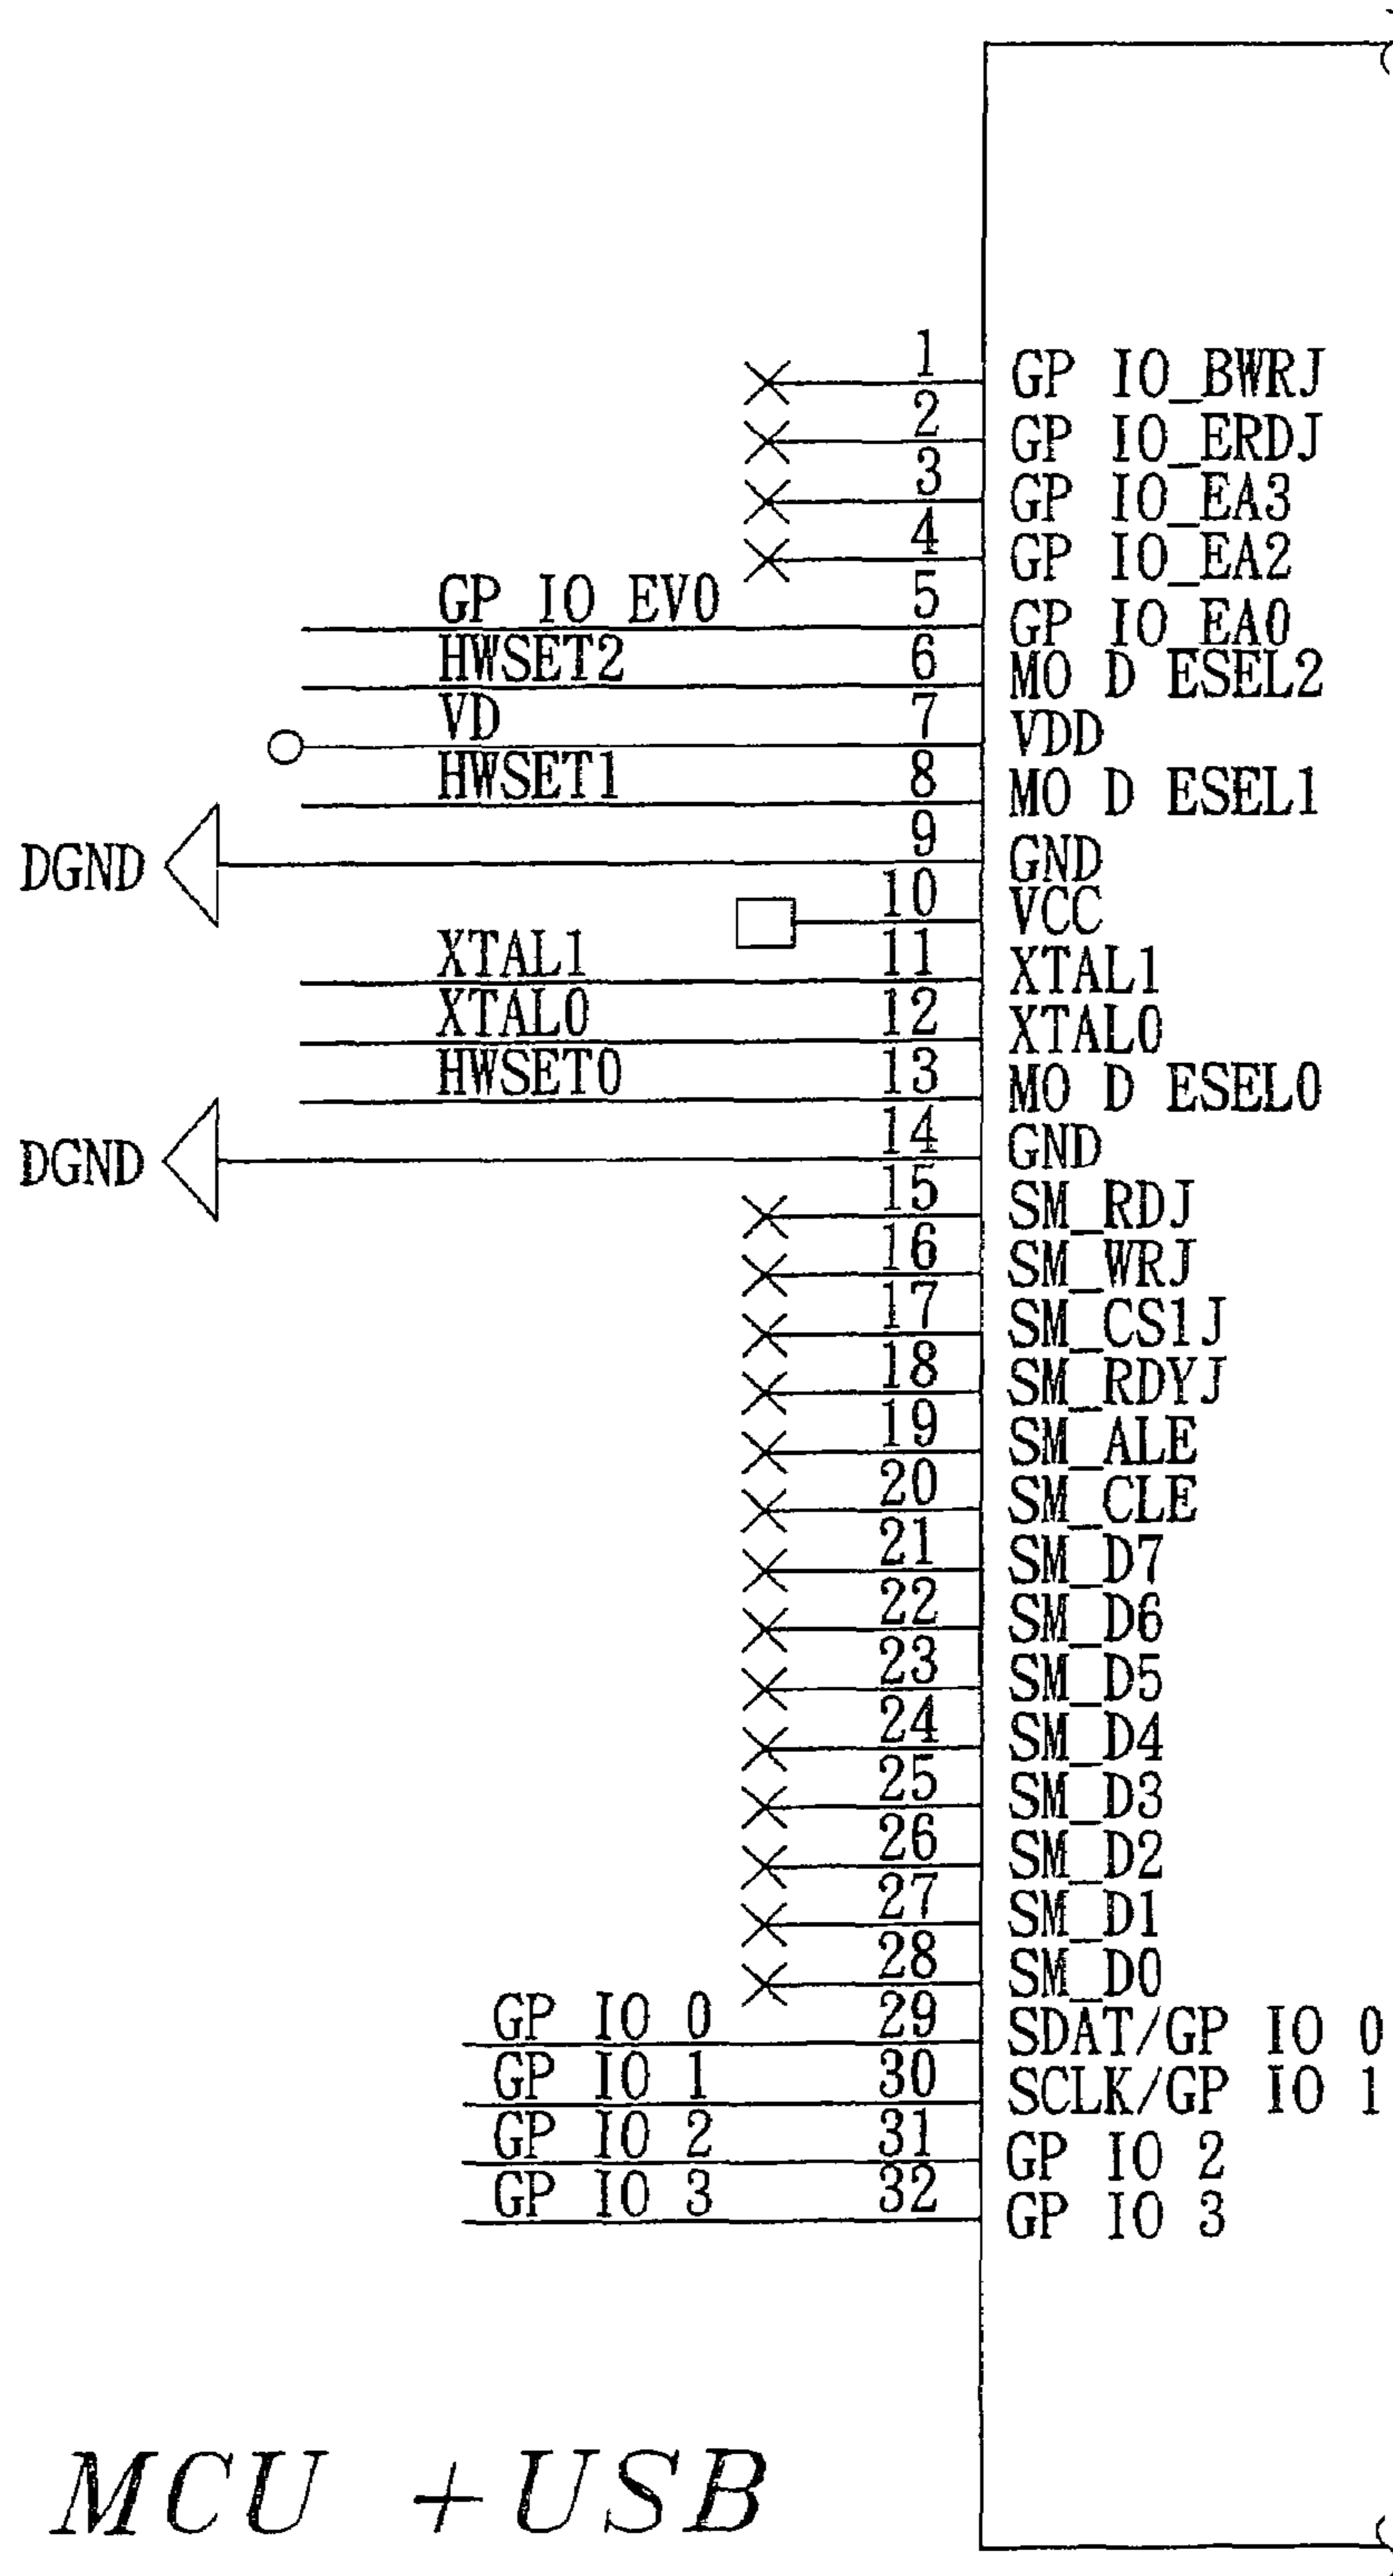 1 GP IO_BWRJ
2 GP IO_ERDJ
3 GP IO_EA3
4 GP IO_EA2
GP IO EV0 5 GP IO_EA0
HWSET2 6 MO D ESEL2
VD 7 VDD
HWSET1 8 MO D ESEL1
DGND 9 GND
10 VCC
XTAL1 11 XTAL1
XTAL0 12 XTAL0
HWSET0 13 MO D ESEL0
DGND 14 GND
15 SM_RDJ
16 SM_WRJ
17 SM_CS1J
18 SM_RDYJ
19 SM_ALE
20 SM_CLE
21 SM_D7
22 SM_D6
23 SM_D5
24 SM_D4
25 SM_D3
26 SM_D2
27 SM_D1
28 SM_D0
GP IO 0 29 SDAT/GP IO 0
GP IO 1 30 SCLK/GP IO 1
GP IO 2 31 GP IO 2
GP IO 3 32 GP IO 3
MCU +USB